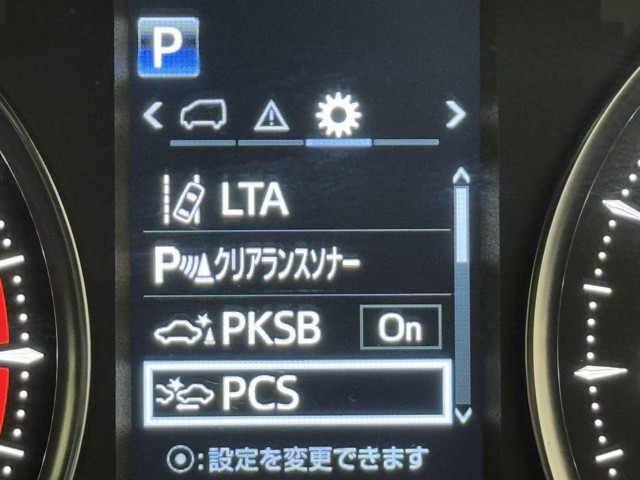 P
LTA
Pクリアランスソナー
PKSB On
PCS
:設定を変更できます